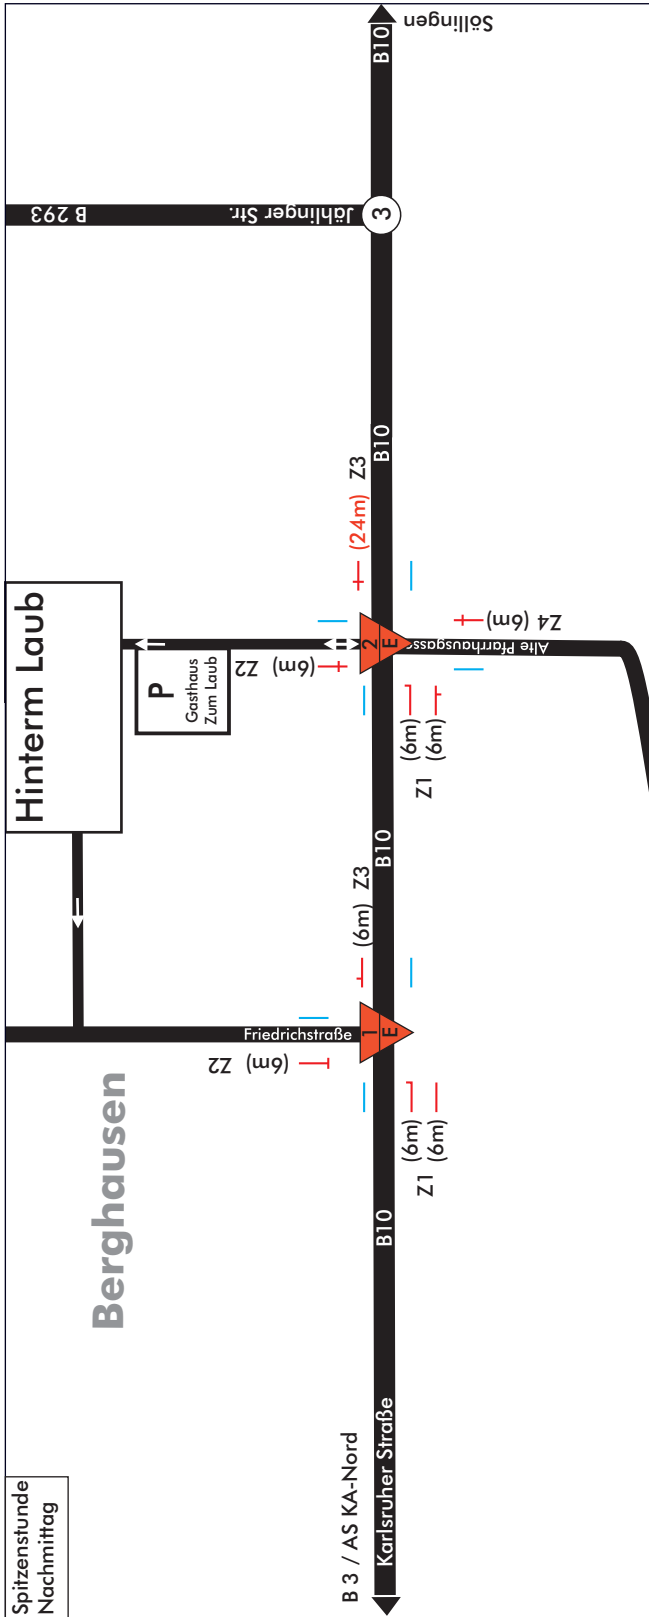 Spitzenstunde
Nachmittag
Berghausen
Hinterm Laub
P
Gasthaus
Zum Laub
B 293
Jählinger Str.
Friedrichstraße
Z2 (6m)
Z2 (6m)
B 3 / AS KA-Nord
(6m) Z3
(24m) Z3
Karlsruher Straße
B10
1
E
B10
2
E
B10
3
B10
Söllingen
(6m)
(6m)
Z1
(6m)
(6m)
Z1
Alte Pfarrhausgass
Z4 (6m)